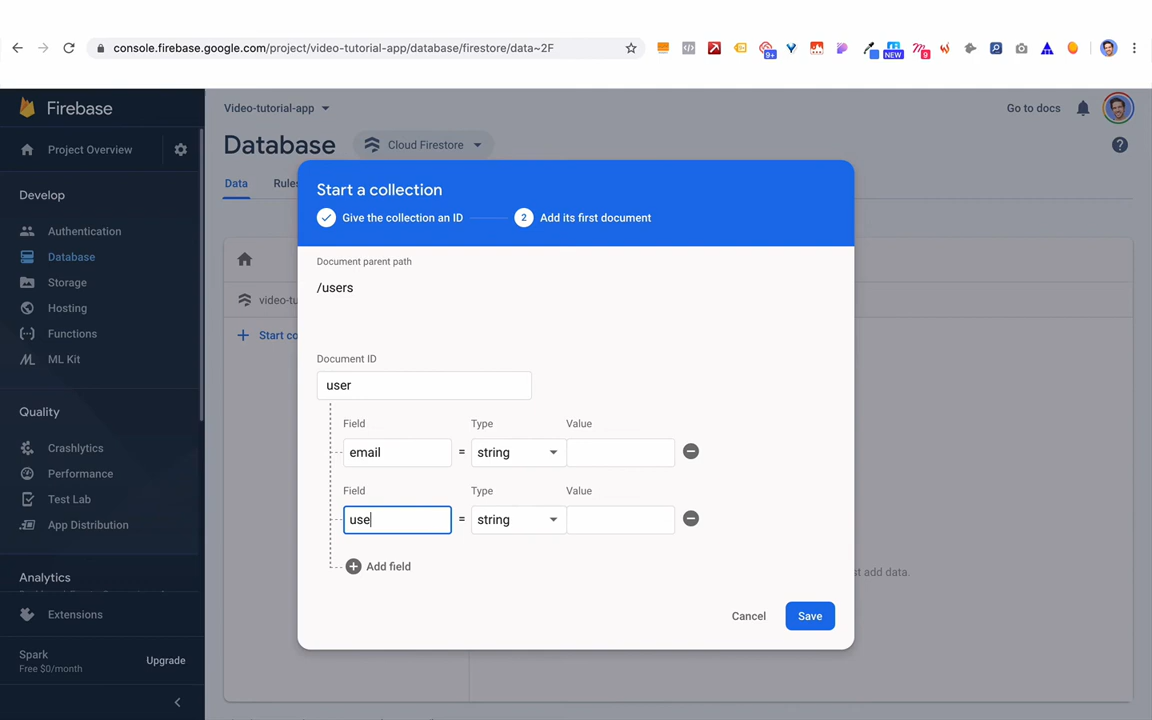 console.firebase.google.com/project/video-tutorial-app/database/firestore/data~2F
9+
NEW
9
Firebase
Project Overview
Develop
Authentication
Database
Storage
Hosting
Functions
ML Kit
Quality
Crashlytics
Performance
Test Lab
App Distribution
Analytics
Extensions
Spark
Free $0/month
Upgrade
Video-tutorial-app
Go to docs
Database
Cloud Firestore
Data
Rules
video-tu
Start co
st add data.
Start a collection
Give the collection an ID
2
Add its first document
Document parent path
/users
Document ID
user
Field Type Value
email = string
Field Type Value
use = string
Add field
Cancel
Save